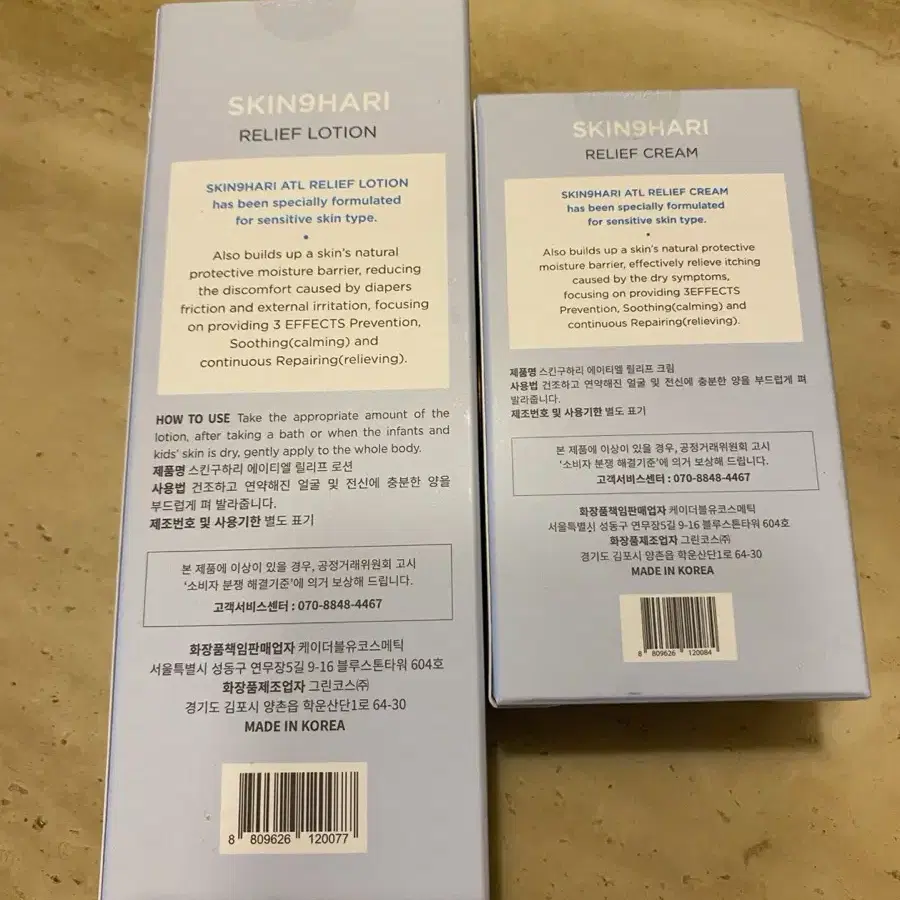 SKIN9HARI
RELIEF LOTION
SKIN9HARI ATL RELIEF LOTION
has been specially formulated
for sensitive skin type.
•
Also builds up a skin's natural
protective moisture barrier, reducing
the discomfort caused by diapers
friction and external irritation, focusing
on providing 3 EFFECTS Prevention,
Soothing(calming) and
continuous Repairing(relieving).
HOW TO USE Take the appropriate amount of the
lotion, after taking a bath or when the infants and
kids' skin is dry, gently apply to the whole body.
제품명 스킨구하리 에이티엘 릴리프 로션
사용법 건조하고 연약해진 얼굴 및 전신에 충분한 양을
부드럽게 펴 발라줍니다.
제조번호 및 사용기한 별도 표기
본 제품에 이상이 있을 경우, 공정거래위원회 고시
'소비자 분쟁 해결기준'에 의거 보상해 드립니다.
고객서비스센터 : 070-8848-4467
화장품책임판매업자 케이더블유코스메틱
서울특별시 성동구 연무장5길 9-16 블루스톤타워 604호
화장품제조업자 그린코스㈜
경기도 김포시 양촌읍 학운산단1로 64-30
MADE IN KOREA
8 809626 120077
SKIN9HARI
RELIEF CREAM
SKIN9HARI ATL RELIEF CREAM
has been specially formulated
for sensitive skin type.
•
Also builds up a skin's natural protective
moisture barrier, effectively relieve itching
caused by the dry symptoms,
focusing on providing 3EFFECTS
Prevention, Soothing(calming) and
continuous Repairing(relieving).
제품명 스킨구하리 에이티엘 릴리프 크림
사용법 건조하고 연약해진 얼굴 및 전신에 충분한 양을 부드럽게 펴
발라줍니다.
제조번호 및 사용기한 별도 표기
본 제품에 이상이 있을 경우, 공정거래위원회 고시
'소비자 분쟁 해결기준'에 의거 보상해 드립니다.
고객서비스센터 : 070-8848-4467
화장품책임판매업자 케이더블유코스메틱
서울특별시 성동구 연무장5길 9-16 블루스톤타워 604호
화장품제조업자 그린코스㈜
경기도 김포시 양촌읍 학운산단1로 64-30
MADE IN KOREA
8 809626 120084